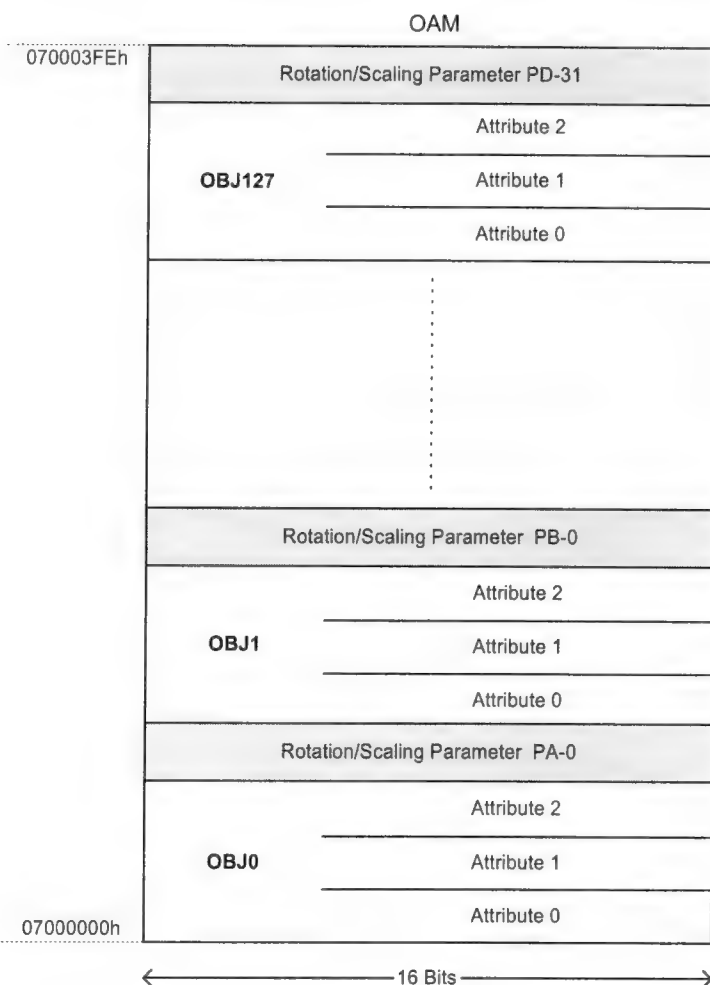 OAM
070003FEh
Rotation/Scaling Parameter PD-31
Attribute 2
OBJ127
Attribute 1
Attribute 0
Rotation/Scaling Parameter PB-0
Attribute 2
OBJ1
Attribute 1
Attribute 0
Rotation/Scaling Parameter PA-0
Attribute 2
OBJ0
Attribute 1
Attribute 0
07000000h
16 Bits